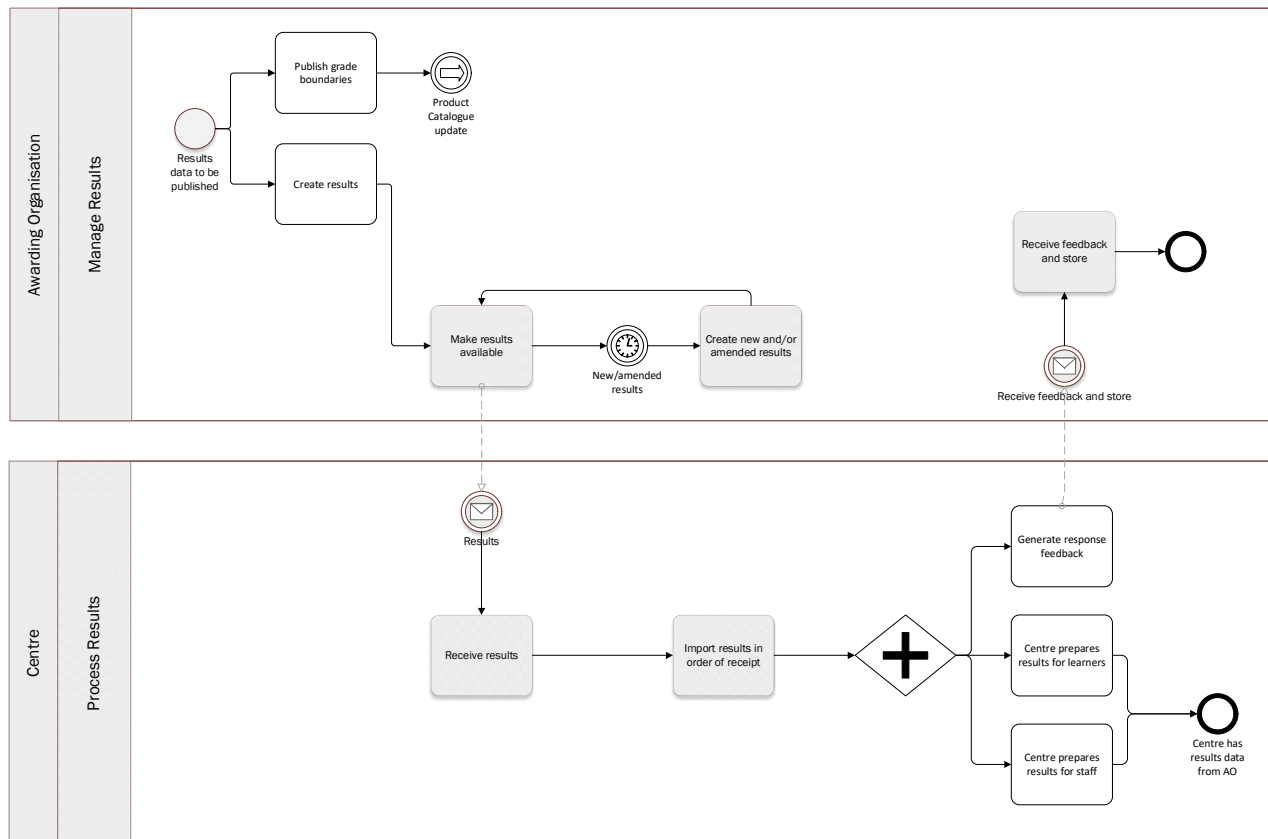 Awarding Organisation
Manage Results
Publish grade
boundaries
Product
Catalogue
update
Results
data to be
published
Create results
Make results
available
New/amended
results
Create new and/or
amended results
Receive feedback
and store
Receive feedback and store
Centre
Process Results
Results
Receive results
Import results in
order of receipt
Generate response
feedback
Centre prepares
results for learners
Centre prepares
results for staff
Centre has
results data
from AO